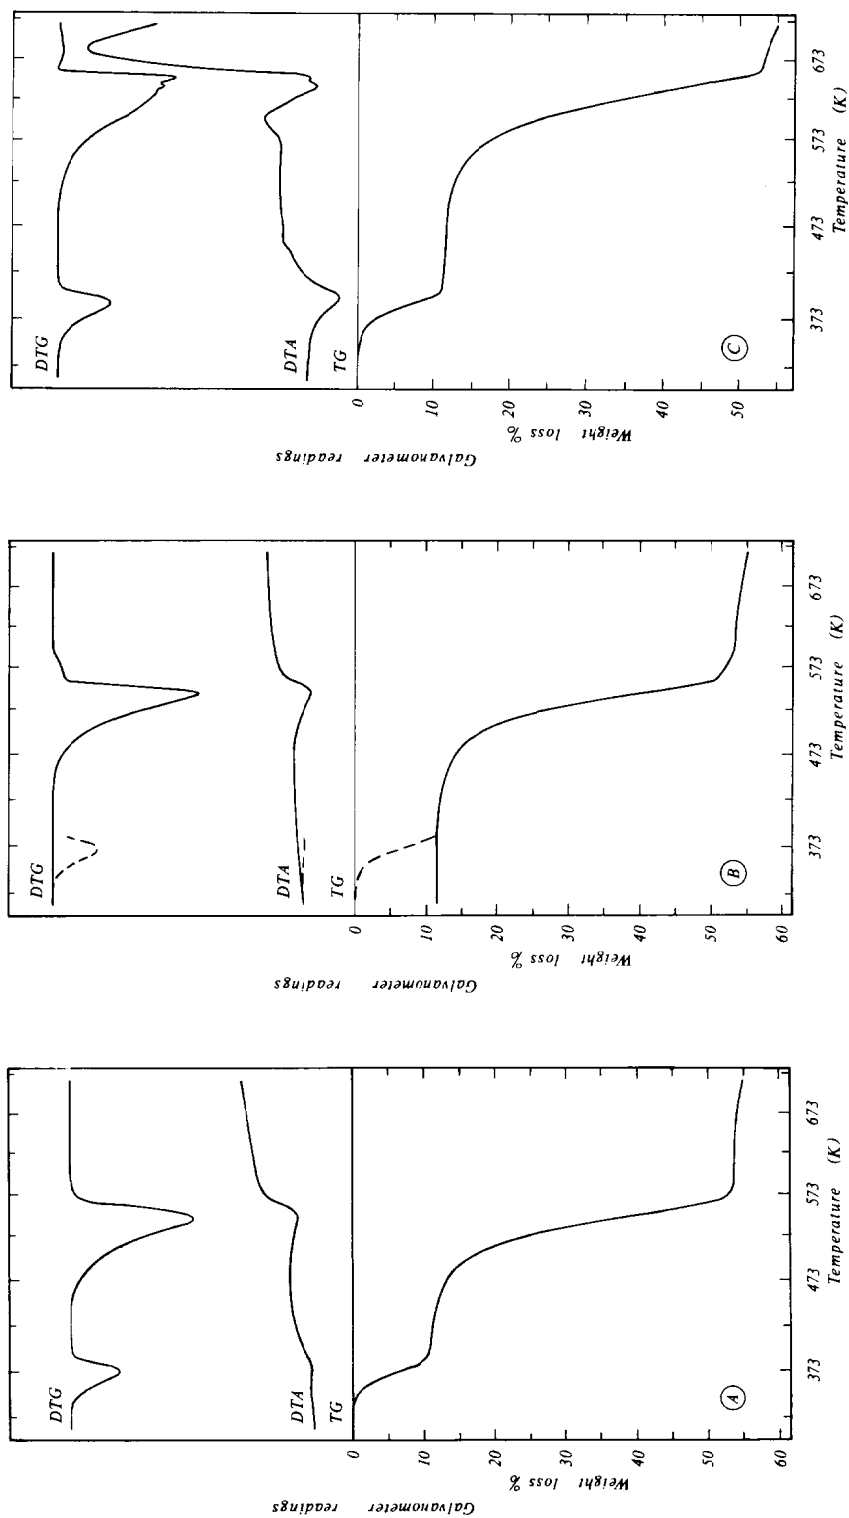 Galvanometer readings
Weight loss %
0
10
20
30
40
50
60
DTG
DTA
TG
A
373
473
573
673
Temperature (K)
Galvanometer readings
Weight loss %
0
10
20
30
40
50
60
DTG
DTA
TG
B
373
473
573
673
Temperature (K)
Galvanometer readings
Weight loss %
0
10
20
30
40
50
DTG
DTA
TG
C
373
473
573
673
Temperature (K)